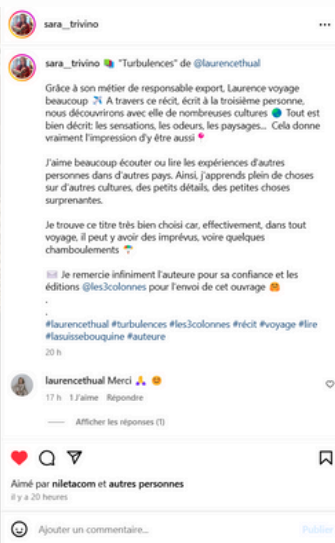 sara__trivino
sara__trivino "Turbulences" de @laurencethual
Grâce à son métier de responsable export, Laurence voyage
beaucoup A travers ce récit, écrit à la troisième personne,
nous découvrirons avec elle de nombreuses cultures Tout est
bien décrit: les sensations, les odeurs, les paysages... Cela donne
vraiment l'impression d'y être aussi
J'aime beaucoup écouter ou lire les expériences d'autres
personnes dans d'autres pays. Ainsi, j'apprends plein de choses
sur d'autres cultures, des petits détails, des petites choses
surprenantes.
Je trouve ce titre très bien choisi car, effectivement, dans tout
voyage, il peut y avoir des imprévus, voire quelques
chamboulements
Je remercie infiniment l'auteure pour sa confiance et les
éditions @les3colonnes pour l'envoi de cet ouvrage
.
.
#laurencethual #turbulences #les3colonnes #récit #voyage #lire
#lasuissebouquine #auteure
20 h
laurencethual Merci
17 h 1 J'aime Répondre
Afficher les réponses (1)
Aimé par niletacom et autres personnes
il y a 20 heures
Ajouter un commentaire... Publier